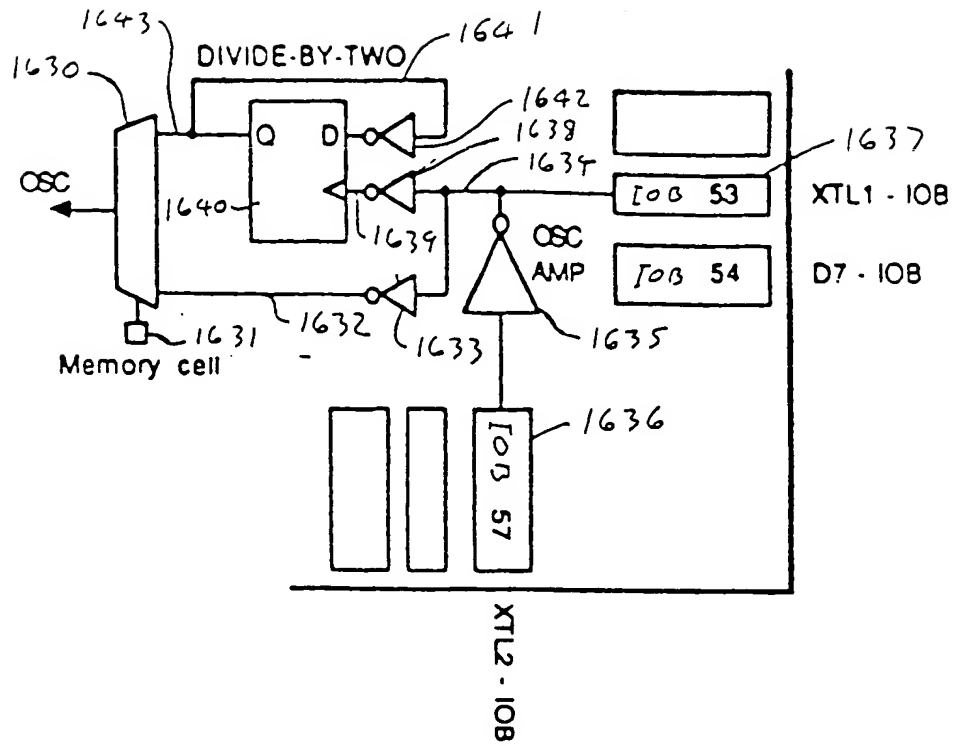 1643
1641
1630
DIVIDE-BY-TWO
1642
1638
1634
1637
Q D
OSC
IOB 53
XTL1 - IOB
1640
1639
OSC
AMP
IOB 54
D7 - IOB
1632
1633
1635
1631
Memory cell
1636
IOB 57
XTL2 - IOB